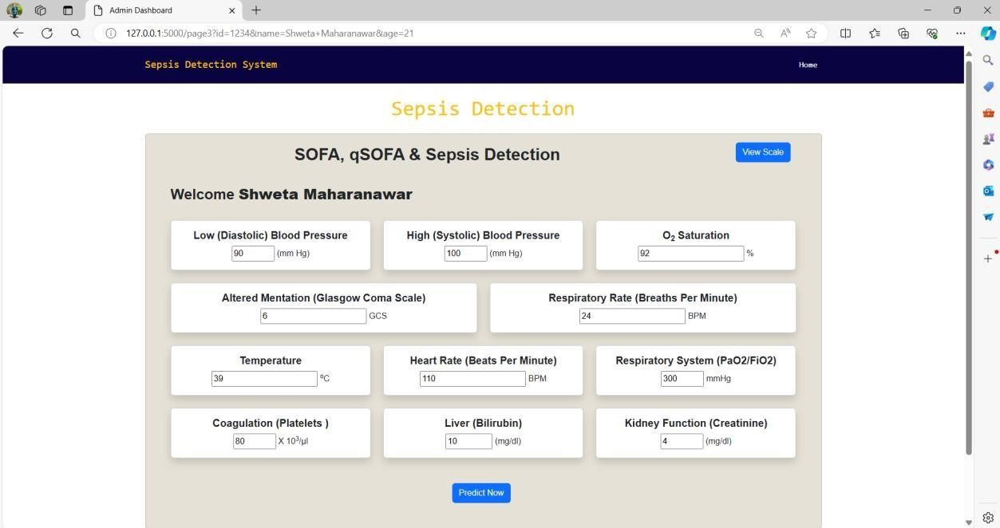 Admin Dashboard
127.0.0.1:5000/page3?id=1234&name=Shweta+Maharanawar&age=21
Sepsis Detection System
Home
Sepsis Detection
SOFA, qSOFA & Sepsis Detection
View Scale
Welcome Shweta Maharanawar
Low (Diastolic) Blood Pressure
90 (mm Hg)
High (Systolic) Blood Pressure
100 (mm Hg)
O₂ Saturation
92 %
Altered Mentation (Glasgow Coma Scale)
6 GCS
Respiratory Rate (Breaths Per Minute)
24 BPM
Temperature
39 ⁰C
Heart Rate (Beats Per Minute)
110 BPM
Respiratory System (PaO2/FiO2)
300 mmHg
Coagulation (Platelets )
80 X 10³/µl
Liver (Bilirubin)
10 (mg/dl)
Kidney Function (Creatinine)
4 (mg/dl)
Predict Now